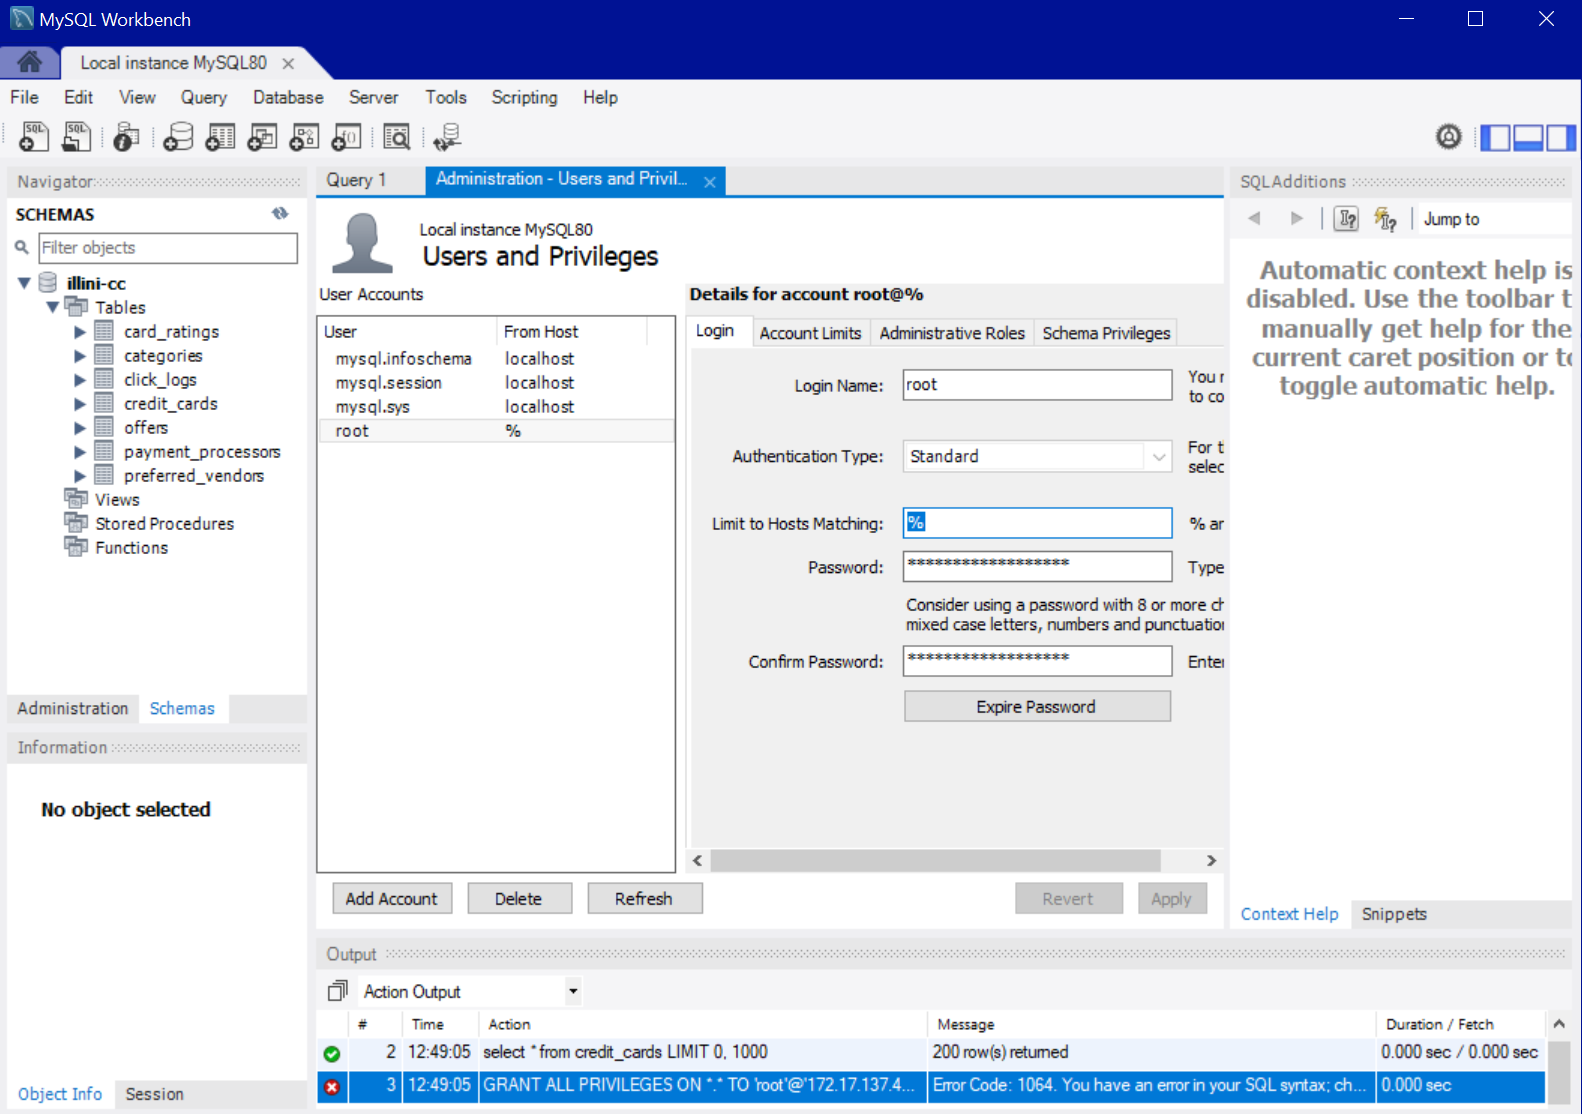 MySQL Workbench
Local instance MySQL80
File Edit View Query Database Server Tools Scripting Help
SQL SQL
Navigator
SCHEMAS
Filter objects
illini-cc
Tables
card_ratings
categories
click_logs
credit_cards
offers
payment_processors
preferred_vendors
Views
Stored Procedures
Functions
Administration Schemas
Information
No object selected
Object Info Session
Query 1 Administration - Users and Privil...
Local instance MySQL80
Users and Privileges
User Accounts
User From Host
mysql.infoschema localhost
mysql.session localhost
mysql.sys localhost
root %
Add Account Delete Refresh
Details for account root@%
Login Account Limits Administrative Roles Schema Privileges
Login Name: root
You
to co
Authentication Type: Standard
For t
selec
Limit to Hosts Matching: % % ar
Password: ****************** Type
Consider using a password with 8 or more ch
mixed case letters, numbers and punctuation
Confirm Password: ****************** Enter
Expire Password
Revert Apply
SQLAdditions
Jump to
Automatic context help is
disabled. Use the toolbar t
manually get help for the
current caret position or to
toggle automatic help.
Context Help Snippets
Output
Action Output
# Time Action Message Duration / Fetch
2 12:49:05 select * from credit_cards LIMIT 0, 1000 200 row(s) returned 0.000 sec / 0.000 sec
3 12:49:05 GRANT ALL PRIVILEGES ON *.* TO 'root'@'172.17.137.4... Error Code: 1064. You have an error in your SQL syntax; ch... 0.000 sec